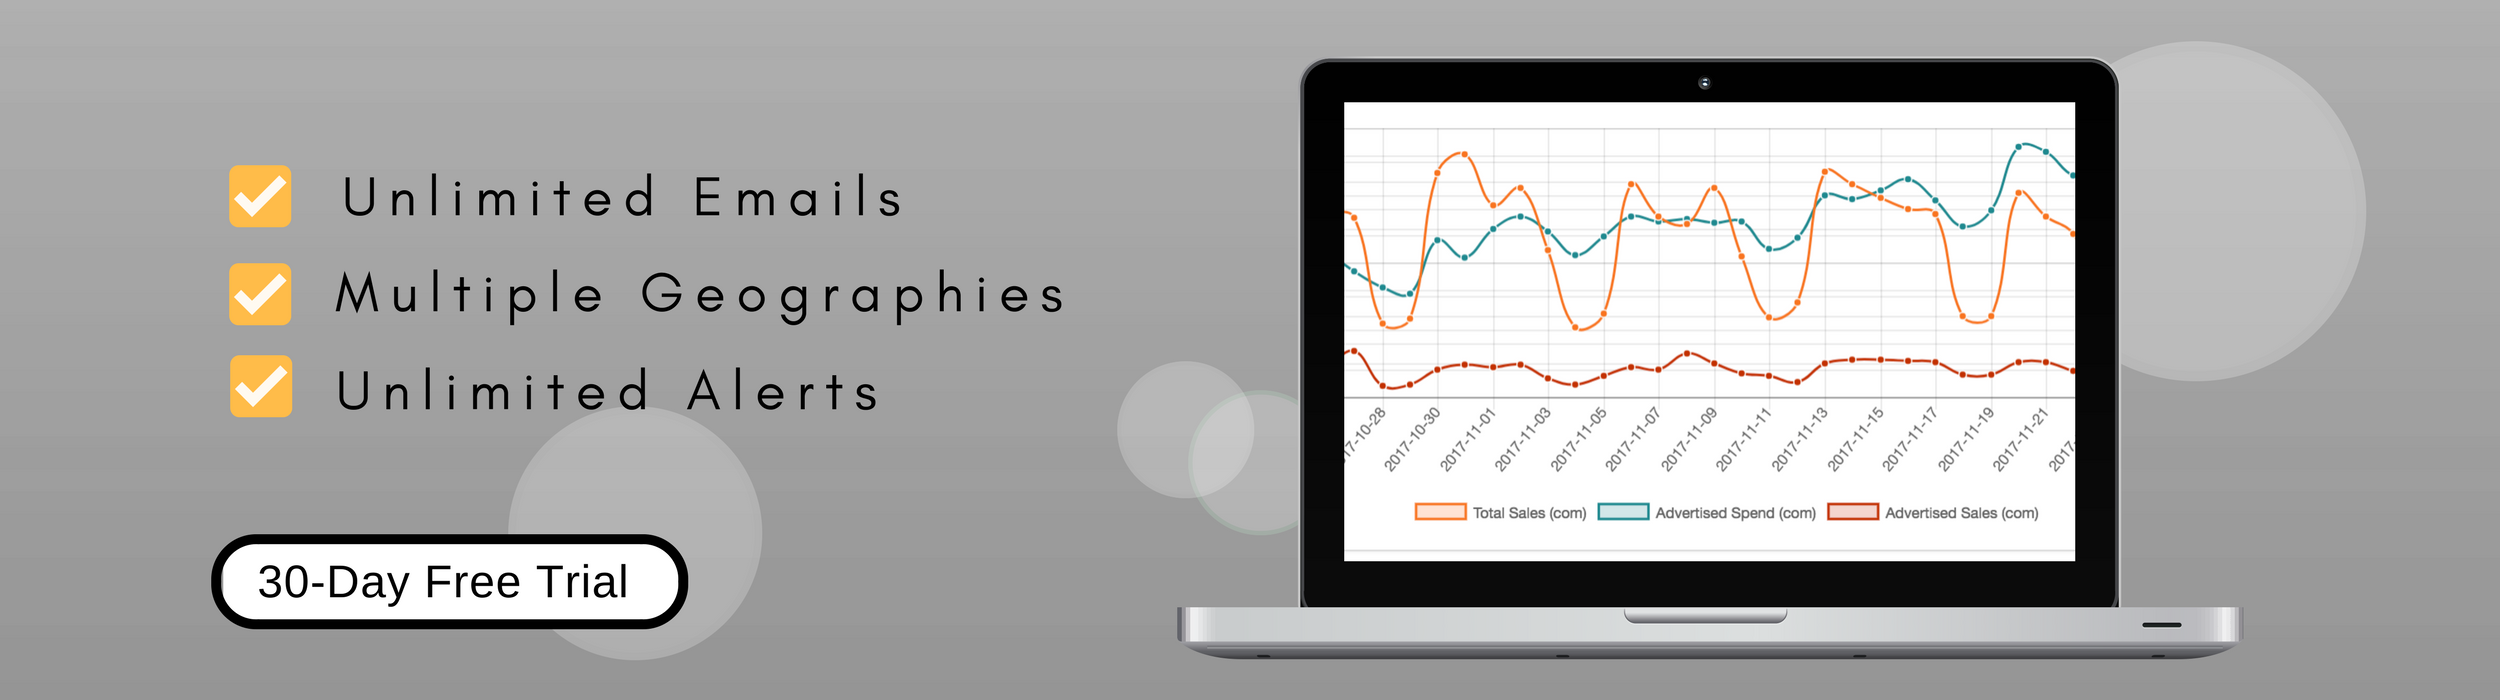 Unlimited Emails
Multiple Geographies
Unlimited Alerts
30-Day Free Trial
17-10-28
2017-10-30
2017-11-01
2017-11-03
2017-11-05
2017-11-07
2017-11-09
2017-11-11
2017-11-13
2017-11-15
2017-11-17
2017-11-19
2017-11-21
2017-
Total Sales (com) Advertised Spend (com) Advertised Sales (com)